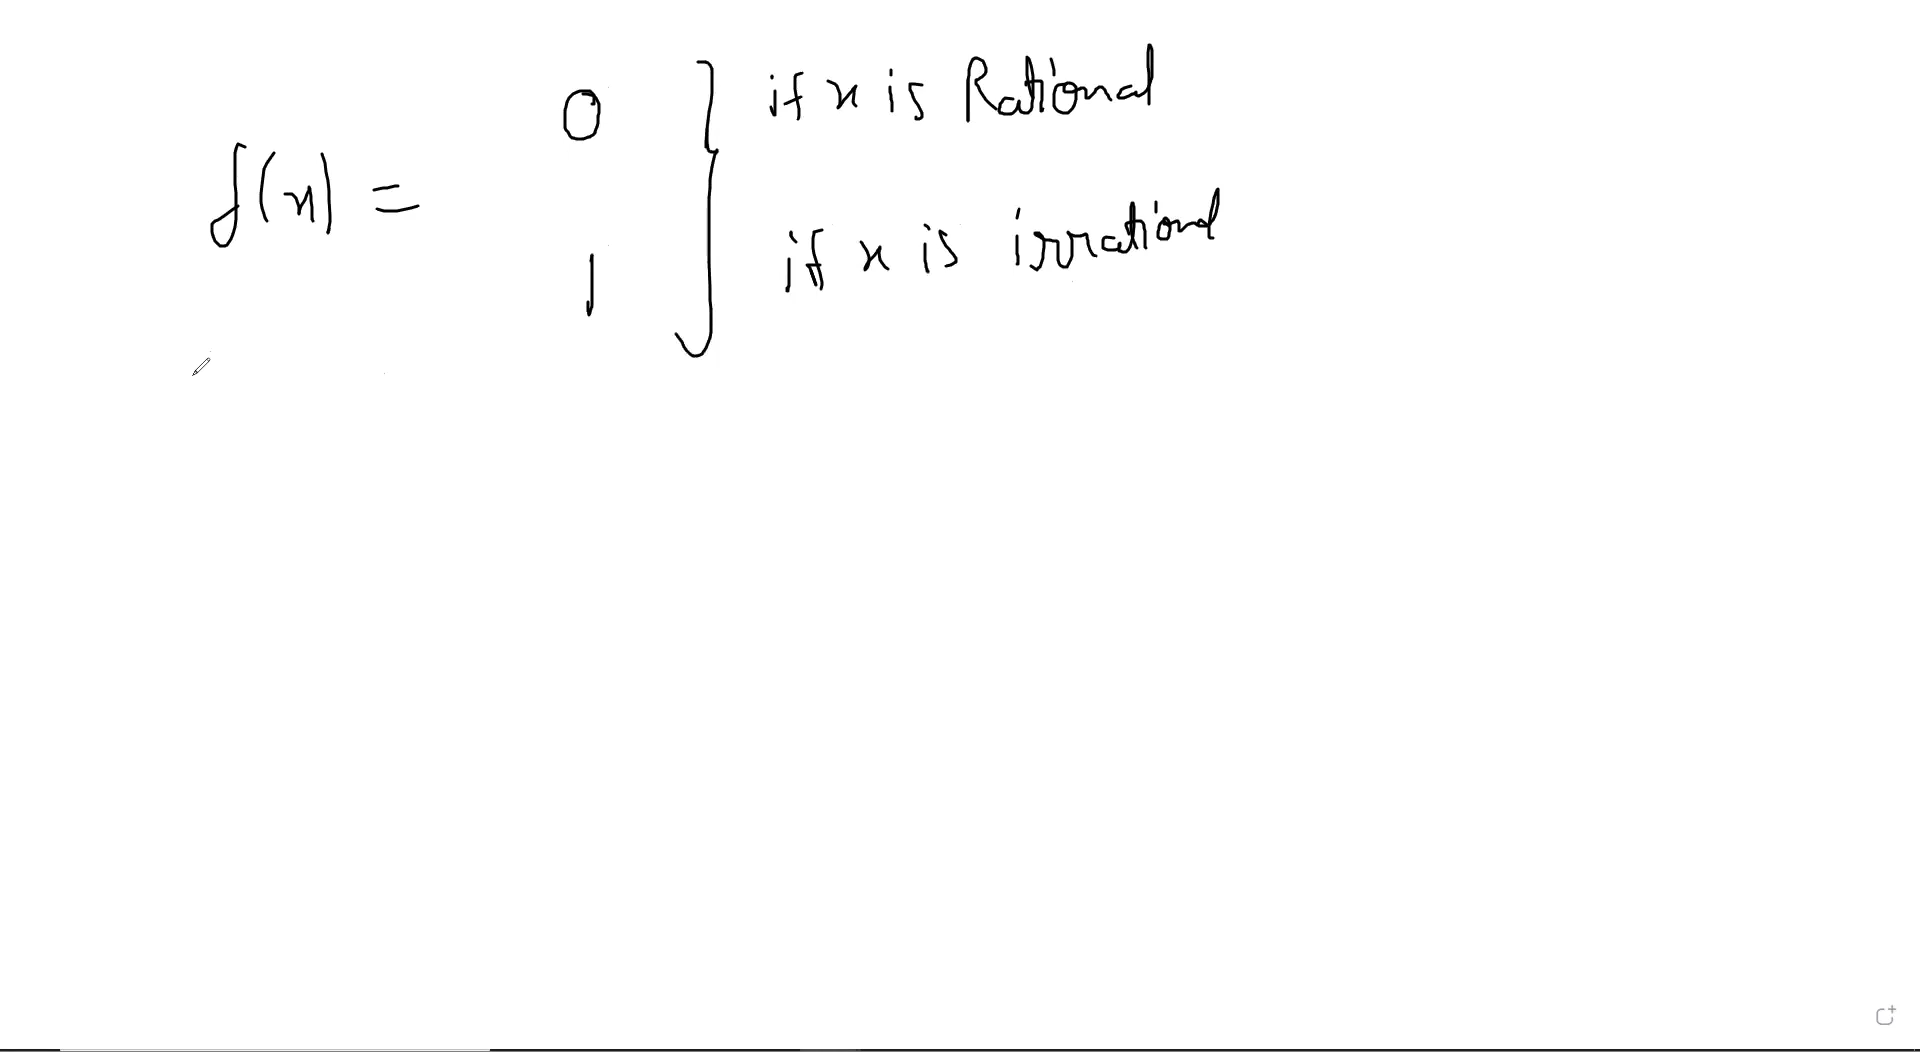 0 } if x is Rational
f(x) =
1 if x is irrational